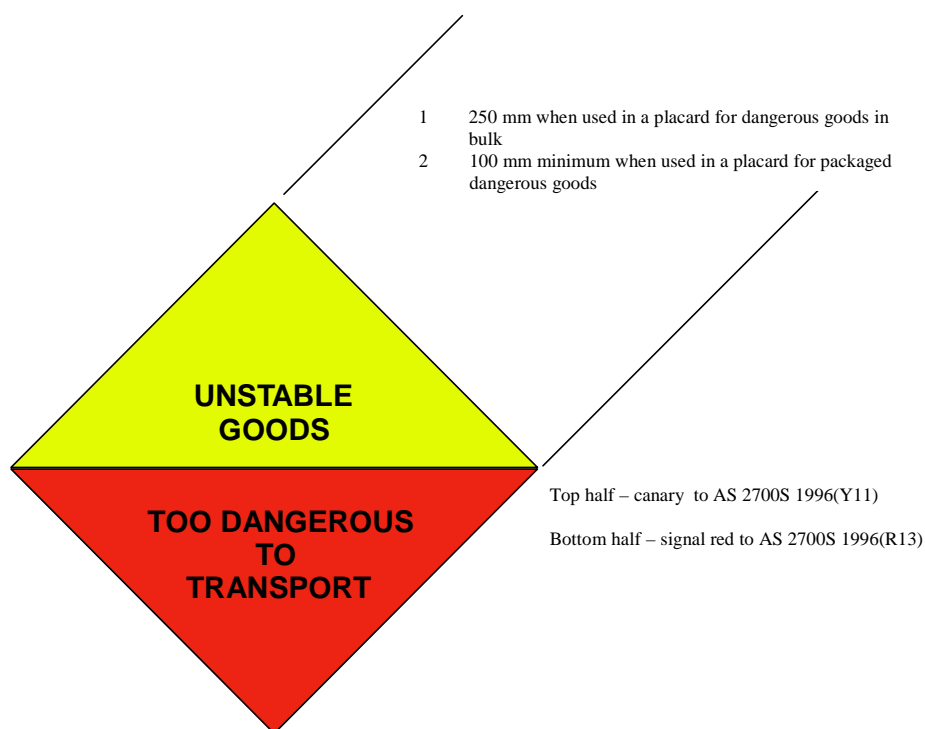 1 250 mm when used in a placard for dangerous goods in
bulk
2 100 mm minimum when used in a placard for packaged
dangerous goods
UNSTABLE
GOODS
TOO DANGEROUS
TO
TRANSPORT
Top half – canary to AS 2700S 1996(Y11)
Bottom half – signal red to AS 2700S 1996(R13)